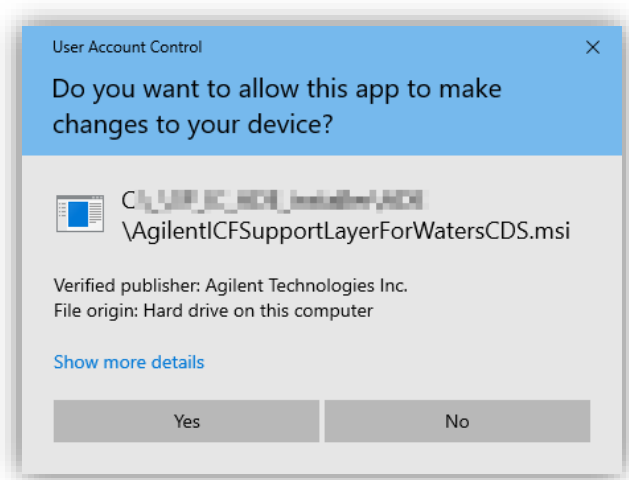 User Account Control
Do you want to allow this app to make
changes to your device?
\AgilentICFSupportLayerForWatersCDS.msi
Verified publisher: Agilent Technologies Inc.
File origin: Hard drive on this computer
Show more details
Yes
No